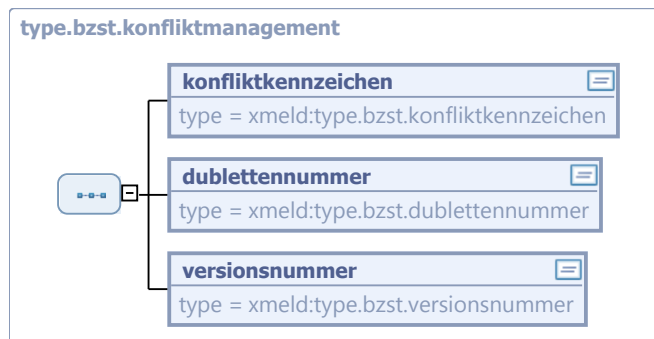 type.bzst.konfliktmanagement
konfliktkennzeichen
type = xmeld:type.bzst.konfliktkennzeichen
dublettennummer
type = xmeld:type.bzst.dublettennummer
versionsnummer
type = xmeld:type.bzst.versionsnummer